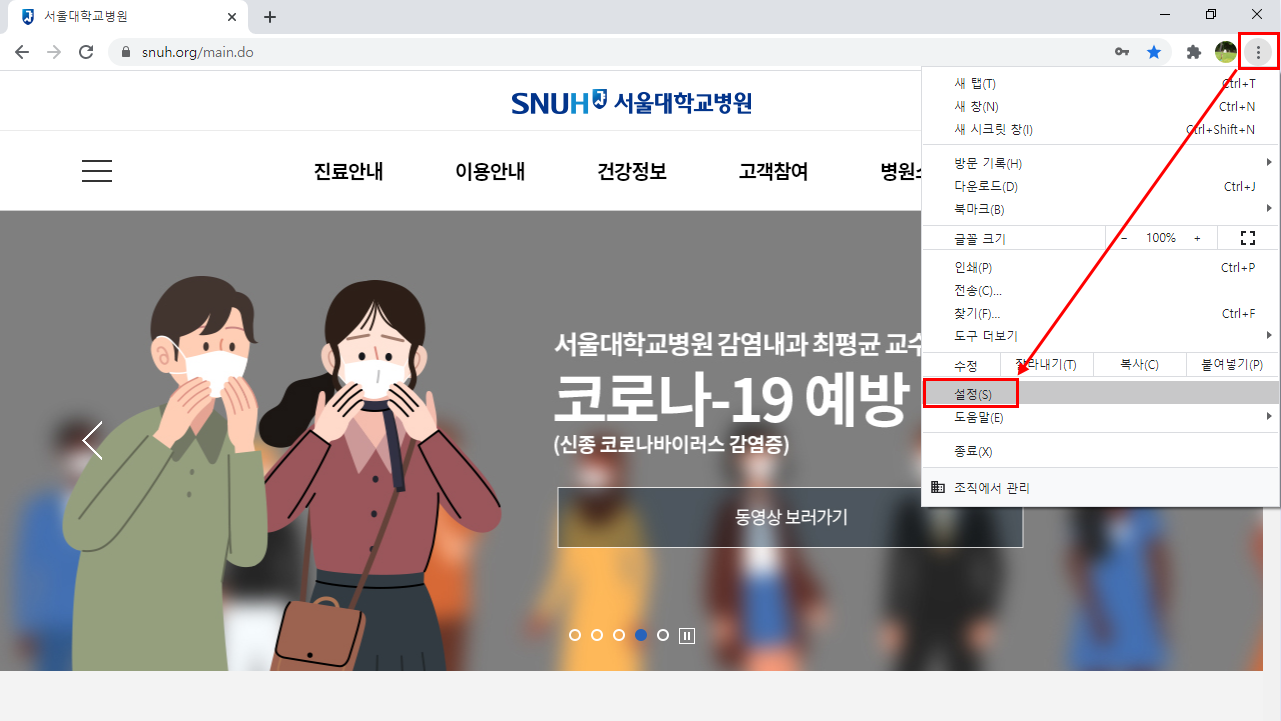 서울대학교병원
snuh.org/main.do
SNUH 서울대학교병원
진료안내 이용안내 건강정보 고객참여 병원
새 탭(T) Ctrl+T
새 창(N) Ctrl+N
새 시크릿 창(I) Ctrl+Shift+N
방문 기록(H)
다운로드(D) Ctrl+J
북마크(B)
글꼴 크기 − 100% +
인쇄(P) Ctrl+P
전송(C)...
찾기(F)... Ctrl+F
도구 더보기
수정 잘라내기(T) 복사(C) 붙여넣기(P)
설정(S)
도움말(E)
종료(X)
조직에서 관리
서울대학교병원 감염내과 최평균 교수
코로나-19 예방
(신종 코로나바이러스 감염증)
동영상 보러가기